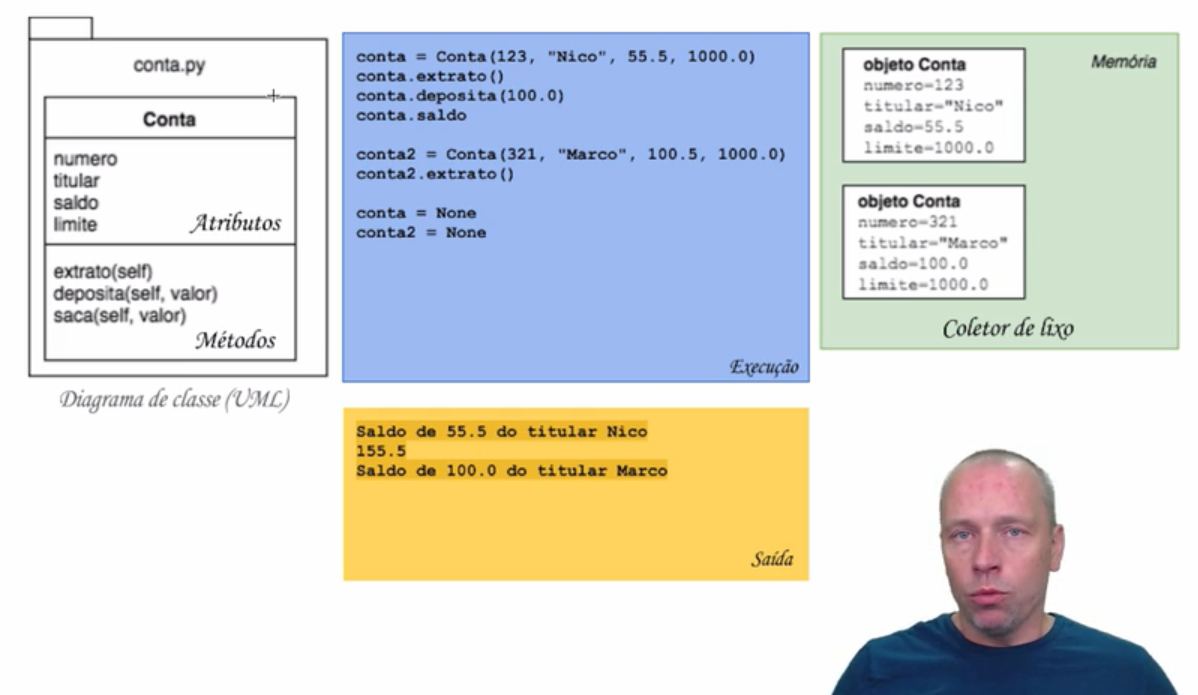 conta.py
Conta
numero
titular
saldo
limite
Atributos
extrato(self)
deposita(self, valor)
saca(self, valor)
Métodos
Diagrama de classe (UML)
conta = Conta(123, "Nico", 55.5, 1000.0)
conta.extrato()
conta.deposita(100.0)
conta.saldo
conta2 = Conta(321, "Marco", 100.5, 1000.0)
conta2.extrato()
conta = None
conta2 = None
Execução
Saldo de 55.5 do titular Nico
155.5
Saldo de 100.0 do titular Marco
Saída
Memória
objeto Conta
numero=123
titular="Nico"
saldo=55.5
limite=1000.0
objeto Conta
numero=321
titular="Marco"
saldo=100.0
limite=1000.0
Coletor de lixo